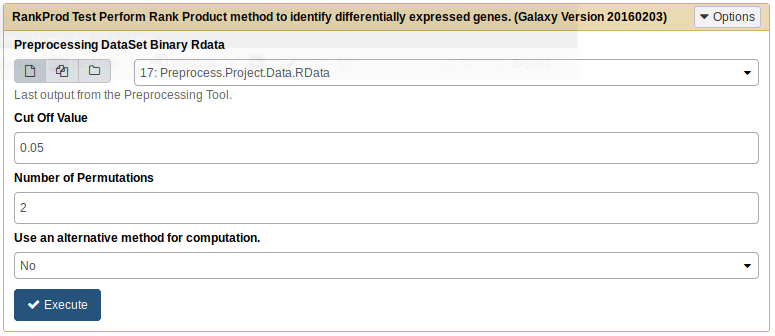 RankProd Test Perform Rank Product method to identify differentially expressed genes. (Galaxy Version 20160203)
Options
Preprocessing DataSet Binary Rdata
17: Preprocess.Project.Data.RData
Last output from the Preprocessing Tool.
Cut Off Value
0.05
Number of Permutations
2
Use an alternative method for computation.
No
Execute